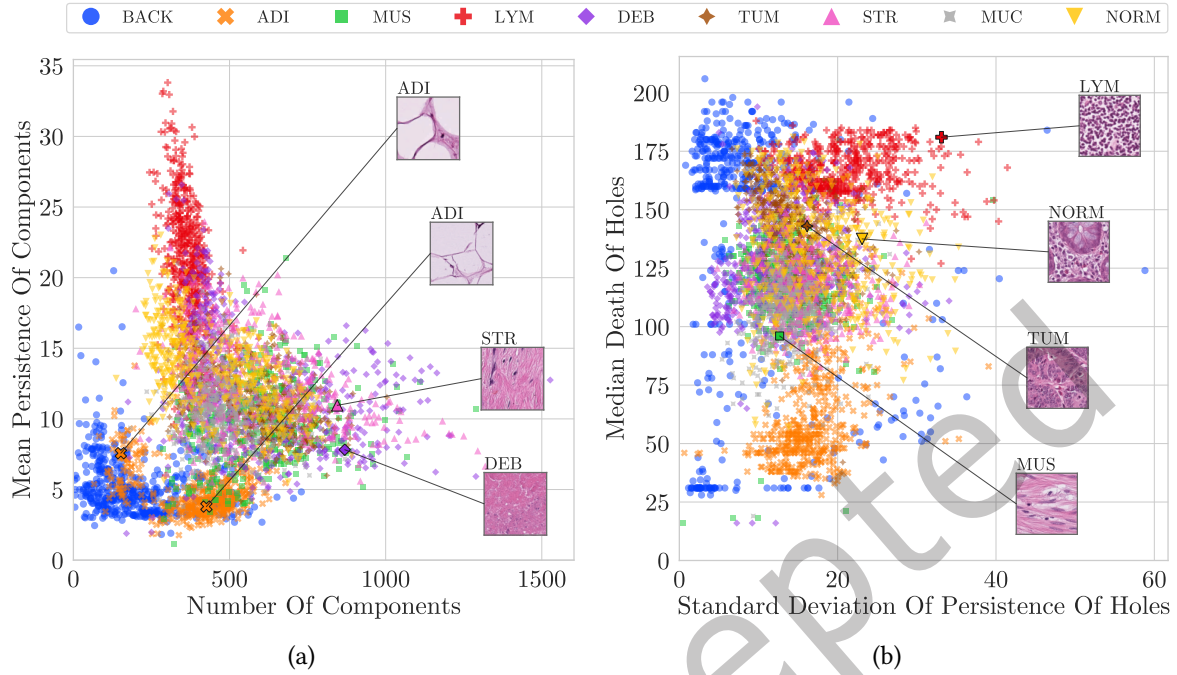 BACK ADI MUS LYM DEB TUM STR MUC NORM
Mean Persistence Of Components
35
30
25
20
15
10
5
0
0 500 1000 1500
Number Of Components
ADI
ADI
STR
DEB
(a)
Median Death Of Holes
200
175
150
125
100
75
50
25
0
0 20 40 60
Standard Deviation Of Persistence Of Holes
LYM
NORM
TUM
MUS
(b)
epted